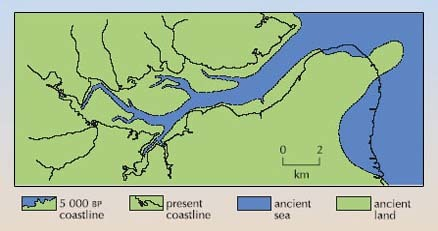 0 2
km
5 000 BP coastline
present coastline
ancient sea
ancient land